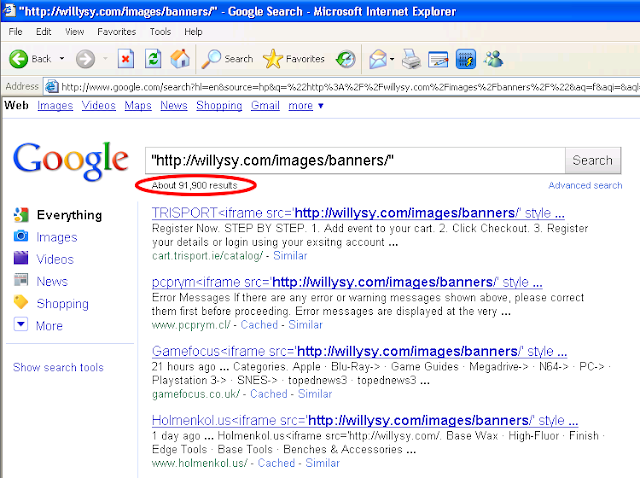 "http://willysy.com/images/banners/" - Google Search - Microsoft Internet Explorer
File Edit View Favorites Tools Help
Back Search Favorites
Address http://www.google.com/search?hl=en&source=hp&q=%22http%3A%2F%2Fwillysy.com%2Fimages%2Fbanners%2F%22&aq=f&aqi=&aql=
Web Images Videos Maps News Shopping Gmail more ▼
Google "http://willysy.com/images/banners/" Search
About 91,900 results Advanced search
Everything
Images
Videos
News
Shopping
More
Show search tools
TRISPORT<iframe src='http://willysy.com/images/banners/' style ...
Register Now. STEP BY STEP. 1. Add event to your cart. 2. Click Checkout. 3. Register
your details or login using your exsitng account ...
cart.trisport.ie/catalog/ - Similar
pcprym<iframe src='http://willysy.com/images/banners/' style ...
Error Messages If there are any error or warning messages shown above, please correct
them first before proceeding. Error messages are displayed at the very ...
www.pcprym.cl/ - Cached - Similar
Gamefocus<iframe src='http://willysy.com/images/banners/' style ...
21 hours ago ... Categories. Apple · Blu-Ray-> · Game Guides · Megadrive-> · N64-> · PC->
· Playstation 3-> · SNES-> · topednews3 · topednews3 ...
gamefocus.co.uk/ - Cached - Similar
Holmenkol.us<iframe src='http://willysy.com/images/banners/' style ...
1 day ago ... Holmenkol.us<iframe src='http://willysy.com/. Base Wax · High-Fluor · Finish ·
Edge Tools · Base Tools · Benches & Accessories ...
www.holmenkol.us/ - Cached - Similar